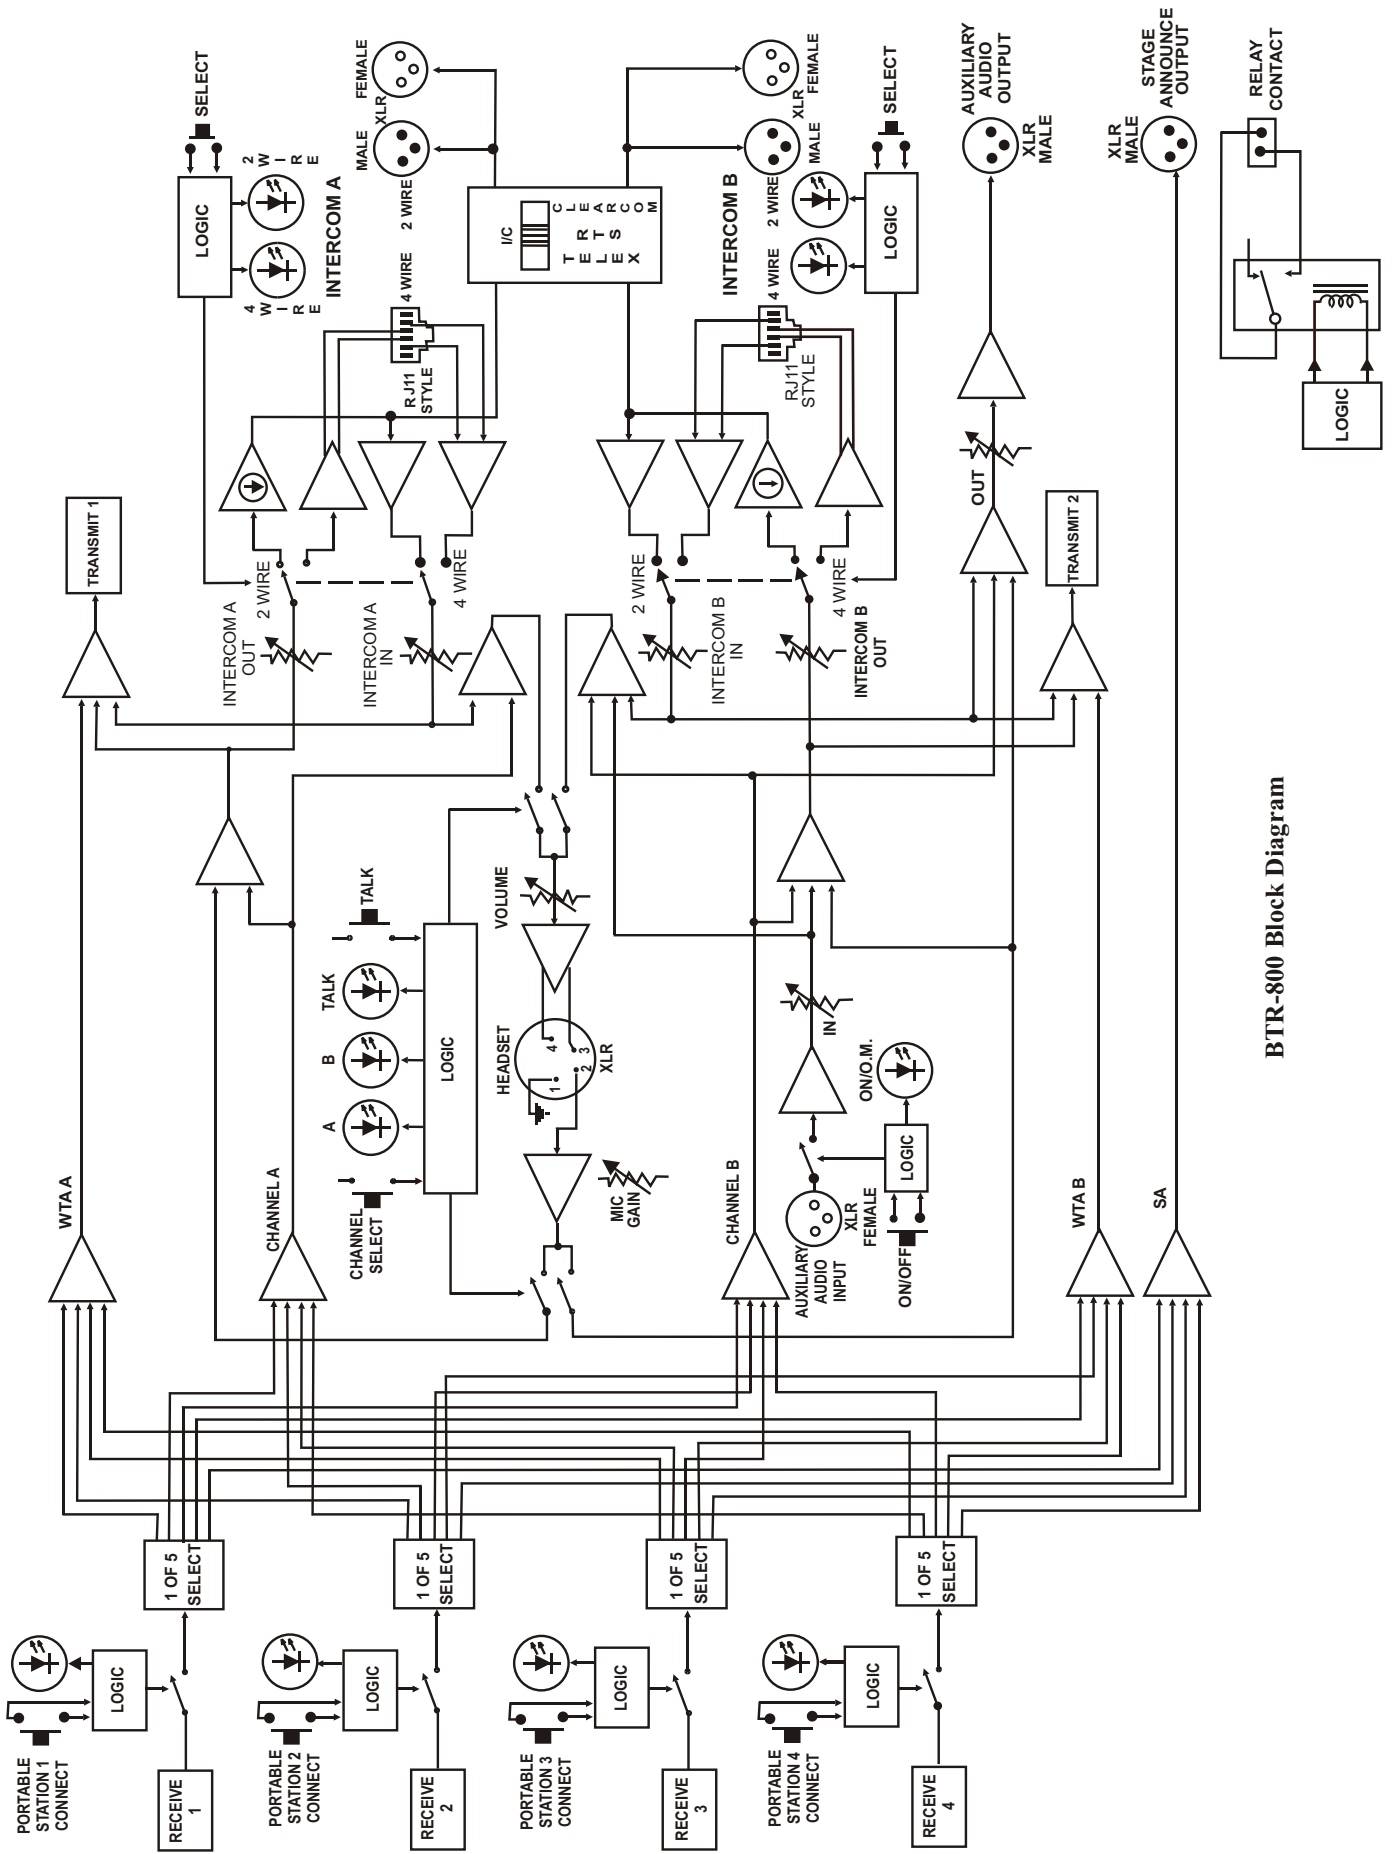 RECEIVE
1
RECEIVE
2
RECEIVE
3
RECEIVE
4
PORTABLE
STATION 1
CONNECT
PORTABLE
STATION 2
CONNECT
PORTABLE
STATION 3
CONNECT
PORTABLE
STATION 4
CONNECT
LOGIC
LOGIC
LOGIC
LOGIC
1 OF 5
SELECT
1 OF 5
SELECT
1 OF 5
SELECT
1 OF 5
SELECT
WTA A
CHANNEL A
CHANNEL B
WTA B
SA
CHANNEL
SELECT
A
B
TALK
TALK
LOGIC
MIC
GAIN
HEADSET
1
2
3
4
XLR
VOLUME
AUXILIARY
AUDIO
INPUT
XLR
FEMALE
ON/OFF
LOGIC
ON/O.M.
IN
TRANSMIT 1
INTERCOM A
OUT
2 WIRE
INTERCOM A
IN
4 WIRE
2 WIRE
INTERCOM B
IN
4 WIRE
INTERCOM B
OUT
TRANSMIT 2
OUT
LOGIC
SELECT
4 WIRE
2 WIRE
INTERCOM A
RJ11
STYLE
4 WIRE
2 WIRE
MALE
XLR
FEMALE
I/C
TELEX
RTS
CLEARCOM
INTERCOM B
RJ11
STYLE
4 WIRE
2 WIRE
MALE
XLR
FEMALE
LOGIC
SELECT
AUXILIARY
AUDIO
OUTPUT
XLR
MALE
STAGE
ANNOUNCE
OUTPUT
XLR
MALE
RELAY
CONTACT
LOGIC
BTR-800 Block Diagram